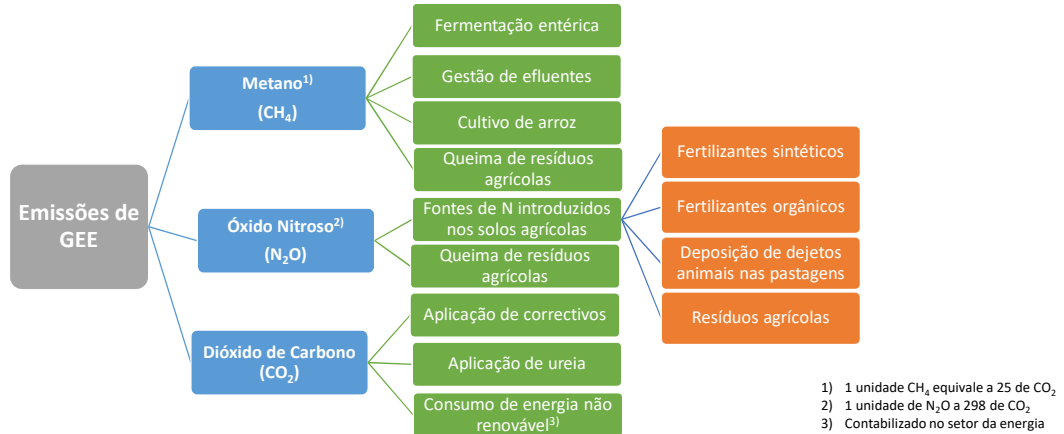 Emissões de
GEE
Metano¹⁾
(CH₄)
Fermentação entérica
Gestão de efluentes
Cultivo de arroz
Queima de resíduos
agrícolas
Óxido Nitroso²⁾
(N₂O)
Fontes de N introduzidos
nos solos agrícolas
Queima de resíduos
agrícolas
Fertilizantes sintéticos
Fertilizantes orgânicos
Deposição de dejetos
animais nas pastagens
Resíduos agrícolas
Dióxido de Carbono
(CO₂)
Aplicação de correctivos
Aplicação de ureia
Consumo de energia não
renovável³⁾
1) 1 unidade CH₄ equivale a 25 de CO₂
2) 1 unidade de N₂O a 298 de CO₂
3) Contabilizado no setor da energia